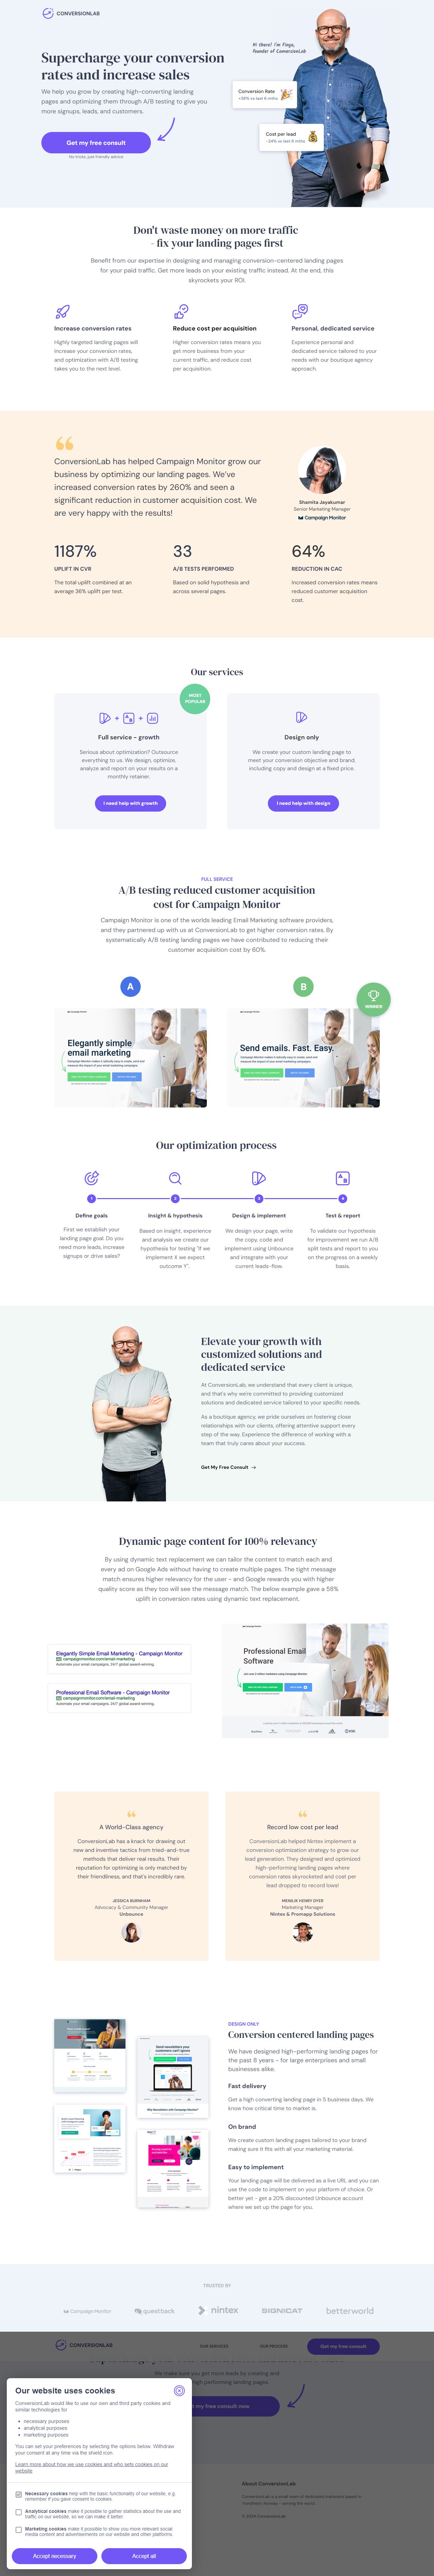 CONVERSIONLAB
Supercharge your conversion
rates and increase sales
We help you grow by creating high-converting landing
pages and optimizing them through A/B testing to give you
more signups, leads, and customers.
Get my free consult
No tricks, just friendly advice
Hi there! I'm Finge,
founder of ConversionLab
Conversion Rate
Cost per lead
Don't waste money on more traffic
- fix your landing pages first
Benefit from our expertise in designing and managing conversion-centered landing pages
for your paid traffic. Get more leads on your existing traffic instead. At the end, this
skyrockets your ROI.
Increase conversion rates
Highly targeted landing pages will
increase your conversion rates,
and optimization with A/B testing
takes you to the next level.
Reduce cost per acquisition
Higher conversion rates means you
get more business from your
current traffic, and reduce cost
per acquisition.
Personal, dedicated service
Experience personal and
dedicated service tailored to your
needs with our boutique agency
approach.
ConversionLab has helped Campaign Monitor grow our
business by optimizing our landing pages. We've
increased conversion rates by 260% and seen a
significant reduction in customer acquisition cost. We
are very happy with the results!
Shamita Jayakumar
Senior Marketing Manager
Campaign Monitor
1187%
UPLIFT IN CVR
The total uplift combined at an
average 36% uplift per test.
33
A/B TESTS PERFORMED
Based on solid hypothesis and
across several pages.
64%
REDUCTION IN CAC
Increased conversion rates means
reduced customer acquisition
cost.
Our services
MOST
POPULAR
Full service - growth
Serious about optimization? Outsource
everything to us. We design, optimize,
analyze and report on your results on a
monthly retainer.
I need help with growth
Design only
We create your custom landing page to
meet your conversion objective and brand,
including copy and design at a fixed price.
I need help with design
FULL SERVICE
A/B testing reduced customer acquisition
cost for Campaign Monitor
Campaign Monitor is one of the worlds leading Email Marketing software providers,
and they partnered up with us at ConversionLab to get higher conversion rates. By
systematically A/B testing landing pages we have contributed to reducing their
customer acquisition cost by 60%.
A
B
WINNER
Elegantly simple
email marketing
Send emails. Fast. Easy.
Our optimization process
1
2
3
4
Define goals
First we establish your
landing page goal. Do you
need more leads, increase
signups or drive sales?
Insight & hypothesis
Based on insight, experience
and analysis we create our
hypothesis for testing "If we
implement X we expect
outcome Y".
Design & implement
We design your page, write
the copy, code and
implement using Unbounce
and integrate with your
current leads-flow.
Test & report
To validate our hypothesis
for improvement we run A/B
split tests and report to you
on the progress on a weekly
basis.
Elevate your growth with
customized solutions and
dedicated service
At ConversionLab, we understand that every client is unique,
and that's why we're committed to providing customized
solutions and dedicated service tailored to your specific needs.
As a boutique agency, we pride ourselves on fostering close
relationships with our clients, offering attentive support every
step of the way. Experience the difference of working with a
team that truly cares about your success.
Get My Free Consult →
Dynamic page content for 100% relevancy
By using dynamic text replacement we can tailor the content to match each and
every ad on Google Ads without having to create multiple pages. The tight message
match ensures higher relevancy for the user - and Google rewards you with higher
quality score as they too will see the message match. The below example gave a 58%
uplift in conversion rates using dynamic text replacement.
Elegantly Simple Email Marketing - Campaign Monitor
campaignmonitor.com/email-marketing
Automate your email campaigns. 24/7 global award-winning.
Professional Email Software - Campaign Monitor
campaignmonitor.com/email-marketing
Automate your email campaigns. 24/7 global award-winning.
Professional Email
Software
A World-Class agency
ConversionLab has a knack for drawing out
new and inventive tactics from tried-and-true
methods that deliver real results. Their
reputation for optimizing is only matched by
their friendliness, and that's incredibly rare.
JESSICA BURNHAM
Advocacy & Community Manager
Unbounce
Record low cost per lead
ConversionLab helped Nintex implement a
conversion optimization strategy to grow our
lead generation. They designed and optimized
high-performing landing pages where
conversion rates skyrocketed and cost per
lead dropped to record lows!
MENILIK HENRY DYER
Marketing Manager
Nintex & Promapp Solutions
DESIGN ONLY
Conversion centered landing pages
We have designed high-performing landing pages for
the past 8 years - for large enterprises and small
businesses alike.
Fast delivery
Get a high converting landing page in 5 business days. We
know how critical time to market is.
On brand
We create custom landing pages tailored to your brand
making sure it fits with all your marketing material.
Easy to implement
Your landing page will be delivered as a live URL and you can
use the code to implement on your platform of choice. Or
better yet - get a 20% discounted Unbounce account
where we set up the page for you.
Send newsletters your
customers can't ignore
TRUSTED BY
Campaign Monitor
questback
nintex
SIGNICAT
betterworld
CONVERSIONLAB
OUR SERVICES
OUR PROCESS
Get my free consult
We make sure you get more leads by creating and
high performing landing pages.
my free consult now
About ConversionLab
ConversionLab is a small team of dedicated marketers based in
Trondheim, Norway - serving the world.
© 2024 ConversionLab
Our website uses cookies
ConversionLab would like to use our own and third party cookies and
similar technologies for
necessary purposes
analytical purposes
marketing purposes
You can set your preferences by selecting the options below. Withdraw
your consent at any time via the shield icon.
Learn more about how we use cookies and who sets cookies on our
website
Necessary cookies help with the basic functionality of our website, e.g
remember if you gave consent to cookies.
Analytical cookies make it possible to gather statistics about the use and
traffic on our website, so we can make it better.
Marketing cookies make it possible to show you more relevant social
media content and advertisements on our website and other platforms.
Accept necessary
Accept all